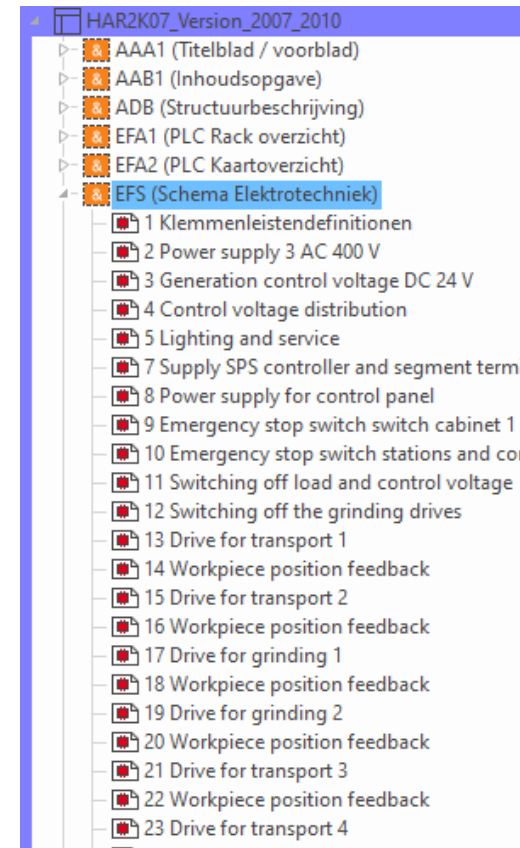 HAR2K07_Version_2007_2010
AAA1 (Titelblad / voorblad)
AAB1 (Inhoudsopgave)
ADB (Structuurbeschrijving)
EFA1 (PLC Rack overzicht)
EFA2 (PLC Kaartoverzicht)
EFS (Schema Elektrotechniek)
1 Klemmenleistendefinitionen
2 Power supply 3 AC 400 V
3 Generation control voltage DC 24 V
4 Control voltage distribution
5 Lighting and service
7 Supply SPS controller and segment term
8 Power supply for control panel
9 Emergency stop switch switch cabinet 1
10 Emergency stop switch stations and con
11 Switching off load and control voltage
12 Switching off the grinding drives
13 Drive for transport 1
14 Workpiece position feedback
15 Drive for transport 2
16 Workpiece position feedback
17 Drive for grinding 1
18 Workpiece position feedback
19 Drive for grinding 2
20 Workpiece position feedback
21 Drive for transport 3
22 Workpiece position feedback
23 Drive for transport 4